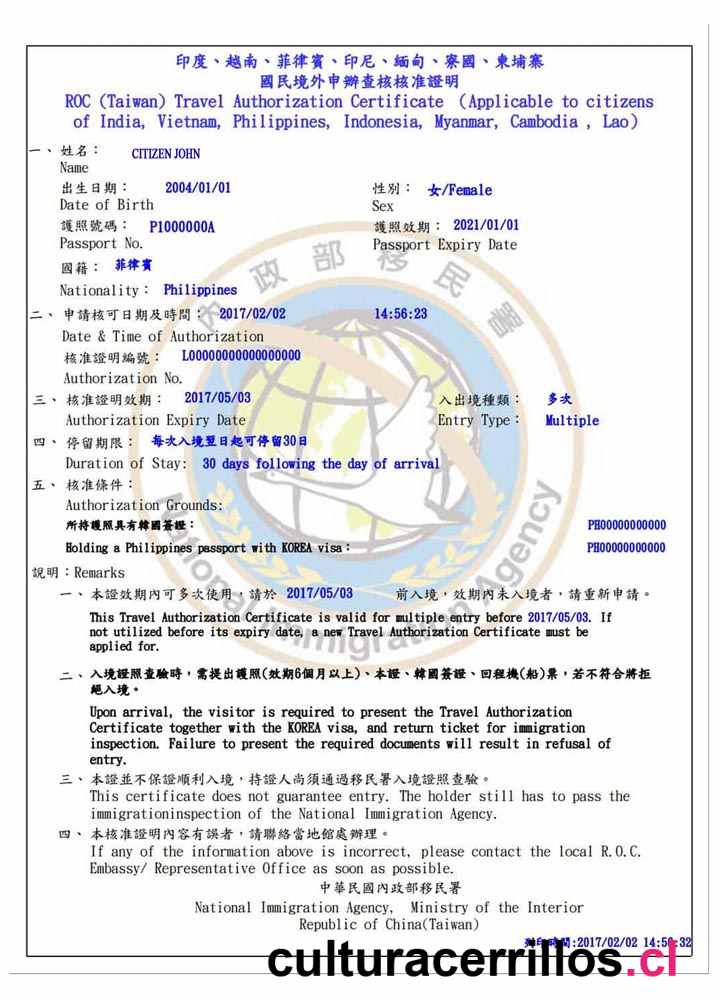 印度、越南、菲律賓、印尼、緬甸、寮國、柬埔寨
國民境外申辦查核核准證明
ROC (Taiwan) Travel Authorization Certificate (Applicable to citizens
of India, Vietnam, Philippines, Indonesia, Myanmar, Cambodia , Lao)
一、姓名： CITIZEN JOHN
Name
出生日期： 2004/01/01 性別： 女/Female
Date of Birth Sex
護照號碼： P1000000A 護照效期： 2021/01/01
Passport No. Passport Expiry Date
國籍： 菲律賓
Nationality： Philippines
二、申請核可日期及時間： 2017/02/02 14:56:23
Date & Time of Authorization
核准證明編號： L00000000000000000
Authorization No.
三、核准證明效期： 2017/05/03 入出境種類： 多次
Authorization Expiry Date Entry Type： Multiple
四、停留期限： 每次入境翌日起可停留30日
Duration of Stay: 30 days following the day of arrival
五、核准條件：
Authorization Grounds:
所持護照具有韓國簽證： PH00000000000
Holding a Philippines passport with KOREA visa： PH00000000000
說明：Remarks
一、本證效期內可多次使用，請於 2017/05/03 前入境，效期內未入境者，請重新申請。
This Travel Authorization Certificate is valid for multiple entry before 2017/05/03. If
not utilized before its expiry date, a new Travel Authorization Certificate must be
applied for.
二、入境證照查驗時，需提出護照(效期6個月以上)、本證、韓國簽證、回程機(船)票，若不符合將拒
絕入境。
Upon arrival, the visitor is required to present the Travel Authorization
Certificate together with the KOREA visa, and return ticket for immigration
inspection. Failure to present the required documents will result in refusal of
entry.
三、本證並不保證順利入境，持證人尚須通過移民署入境證照查驗。
This certificate does not guarantee entry. The holder still has to pass the
immigrationinspection of the National Immigration Agency.
四、本核准證明內容有誤者，請聯絡當地館處辦理。
If any of the information above is incorrect, please contact the local R.O.C.
Embassy/ Representative Office as soon as possible.
中華民國內政部移民署
National Immigration Agency, Ministry of the Interior
Republic of China(Taiwan)
列印時間:2017/02/02 14:56:32
culturacerrillos.cl
內政部移民署
National Immigration Agency